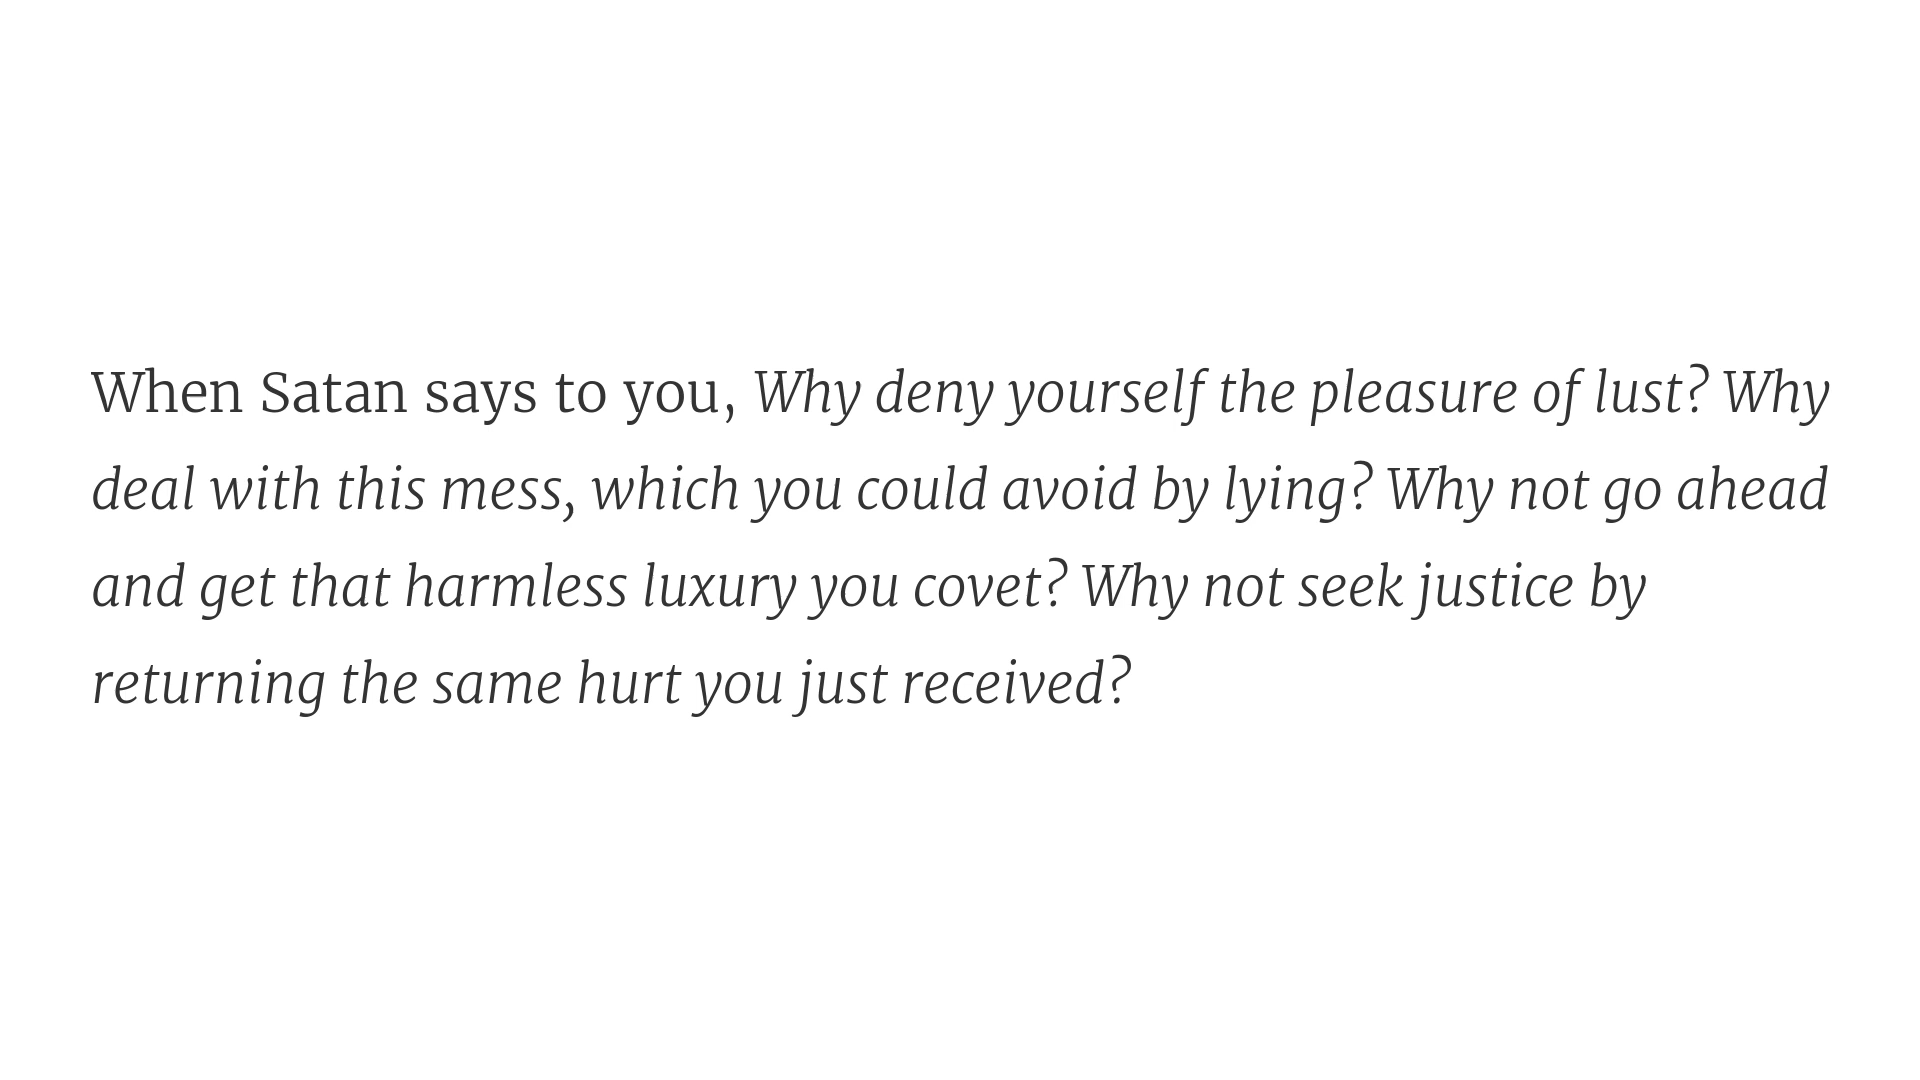 When Satan says to you, Why deny yourself the pleasure of lust? Why
deal with this mess, which you could avoid by lying? Why not go ahead
and get that harmless luxury you covet? Why not seek justice by
returning the same hurt you just received?